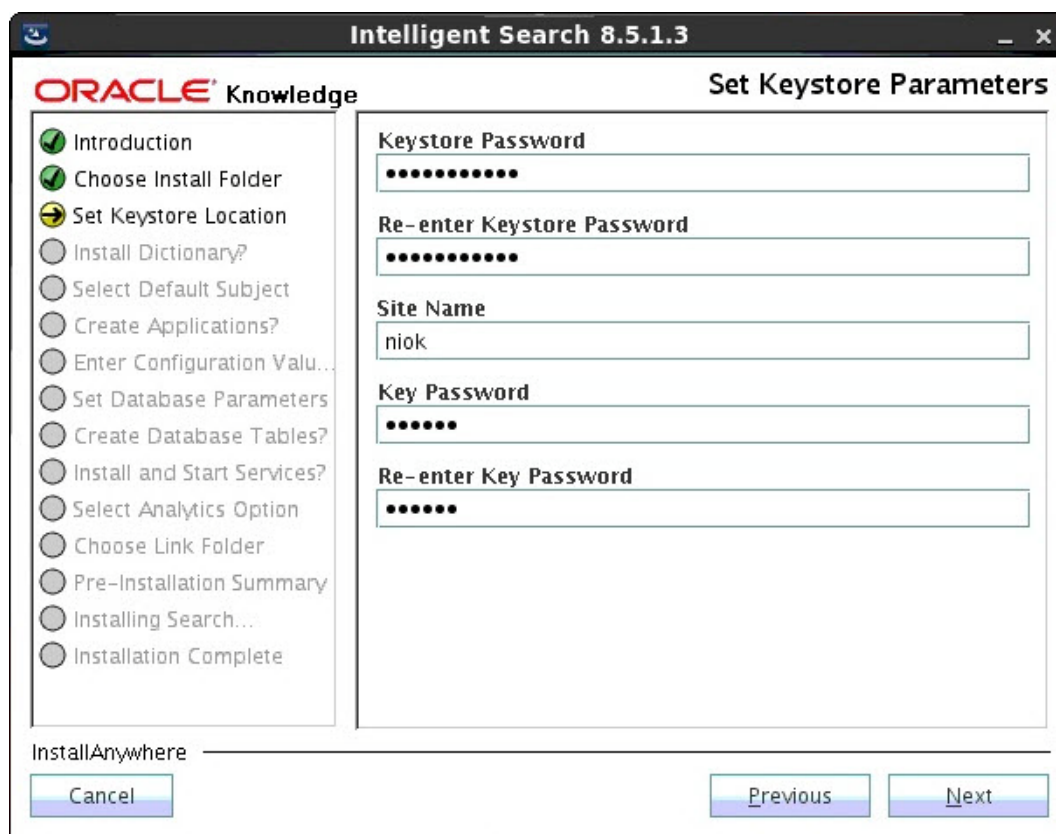 Intelligent Search 8.5.1.3
ORACLE Knowledge
Set Keystore Parameters
Introduction
Choose Install Folder
Set Keystore Location
Install Dictionary?
Select Default Subject
Create Applications?
Enter Configuration Valu...
Set Database Parameters
Create Database Tables?
Install and Start Services?
Select Analytics Option
Choose Link Folder
Pre-Installation Summary
Installing Search...
Installation Complete
Keystore Password
•••••••••••
Re-enter Keystore Password
•••••••••••
Site Name
niok
Key Password
••••••
Re-enter Key Password
••••••
InstallAnywhere
Cancel
Previous
Next